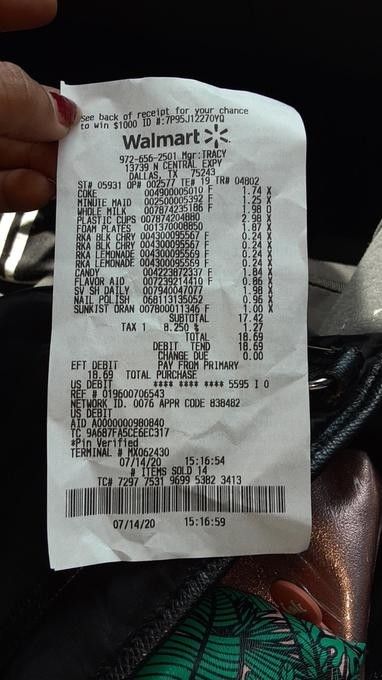 See back of receipt for your chance
to win $1000 ID #:7P95J12270YQ
Walmart
972-656-2501 Mgr:TRACY
13739 N CENTRAL EXPY
DALLAS, TX 75243
ST# 05931 OP# 002577 TE# 19 TR# 04802
COKE 004900005010 F 1.74 X
MINUTE MAID 002500005392 F 1.25 X
WHOLE MILK 007874235186 F 1.98 O
PLASTIC CUPS 007874204880 2.98 X
FOAM PLATES 001370008850 1.87 X
RKA BLK CHRY 004300095567 F 0.24 X
RKA BLK CHRY 004300095567 F 0.24 X
RKA LEMONADE 004300095569 F 0.24 X
RKA LEMONADE 004300095569 F 0.24 X
CANDY 004223872337 F 1.84 X
FLAVOR AID 007239214410 F 0.86 X
SV SH DAILY 007940047077 1.98 X
NAIL POLISH 068113135052 0.96 X
SUNKIST ORAN 007800011346 F 1.00 X
SUBTOTAL 17.42
TAX 1 8.250 % 1.27
TOTAL 18.69
DEBIT TEND 18.69
CHANGE DUE 0.00
EFT DEBIT PAY FROM PRIMARY
18.69 TOTAL PURCHASE
US DEBIT **** **** **** 5595 I 0
REF # 019600706543
NETWORK ID. 0076 APPR CODE 838482
US DEBIT
AID A0000000980840
TC 9A687FA5CE6EC317
*Pin Verified
TERMINAL # MX062430
07/14/20 15:16:54
# ITEMS SOLD 14
TC# 7297 7531 9699 5382 3413
07/14/20 15:16:59